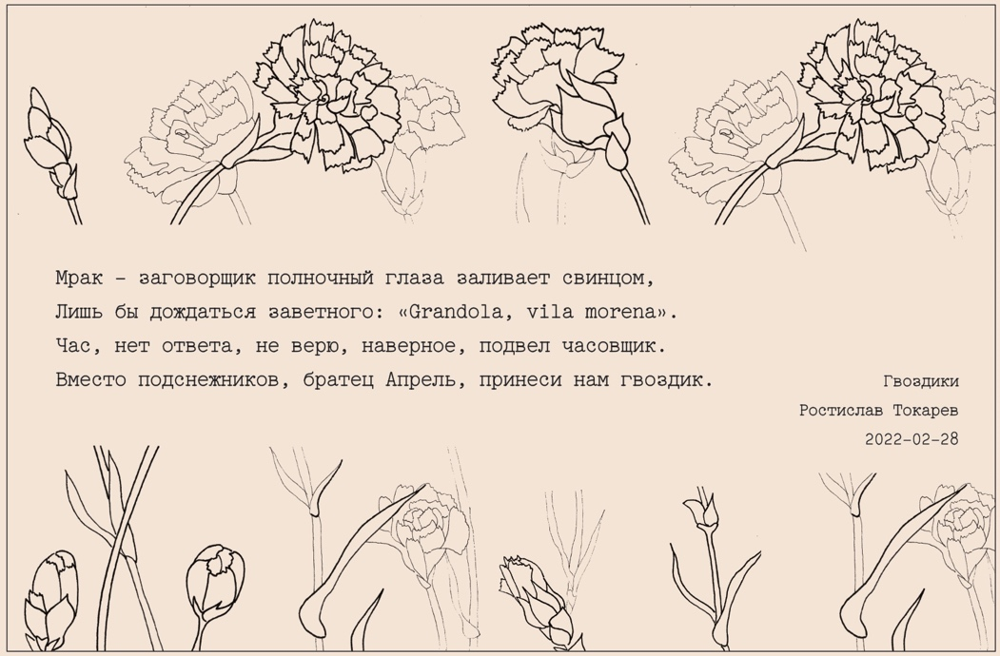 Мрак – заговорщик полночный глаза заливает свинцом,
Лишь бы дождаться заветного: «Grandola, vila morena».
Час, нет ответа, не верю, наверное, подвел часовщик.
Вместо подснежников, братец Апрель, принеси нам гвоздик.
Гвоздики
Ростислав Токарев
2022-02-28